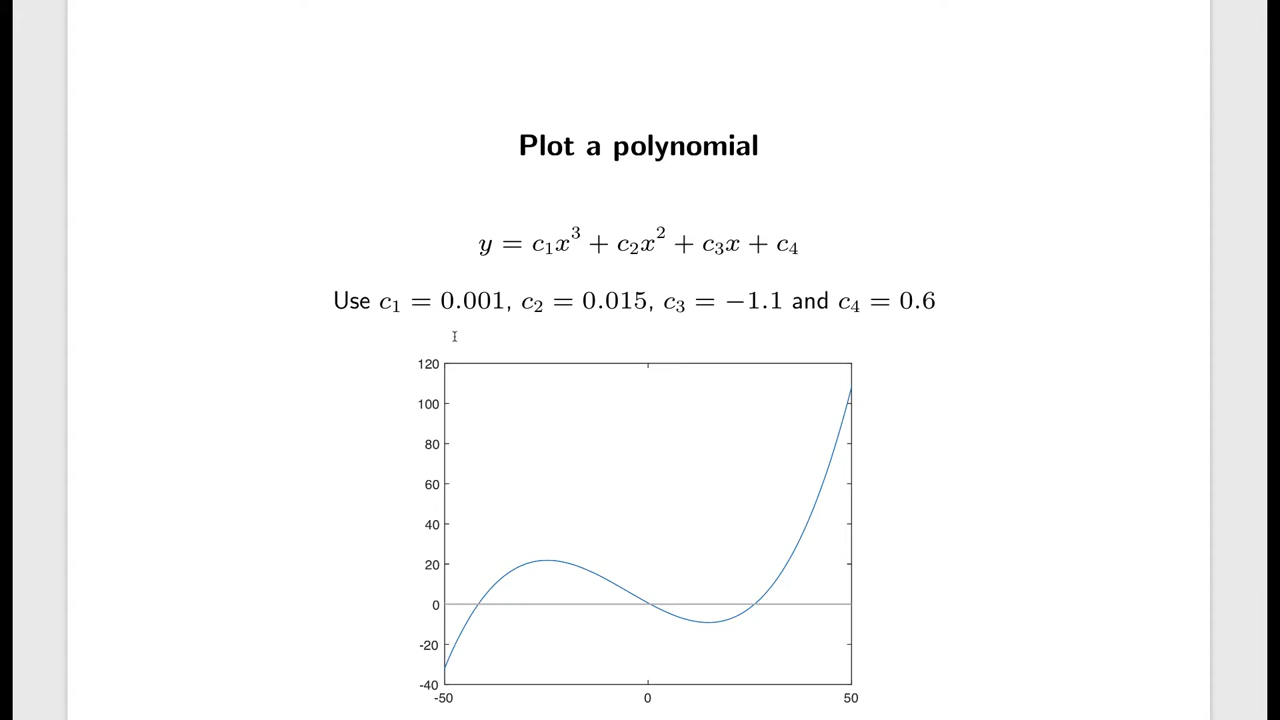 Plot a polynomial
y = c₁x³ + c₂x² + c₃x + c₄
Use c₁ = 0.001, c₂ = 0.015, c₃ = −1.1 and c₄ = 0.6
120
100
80
60
40
20
0
-20
-40
-50 0 50